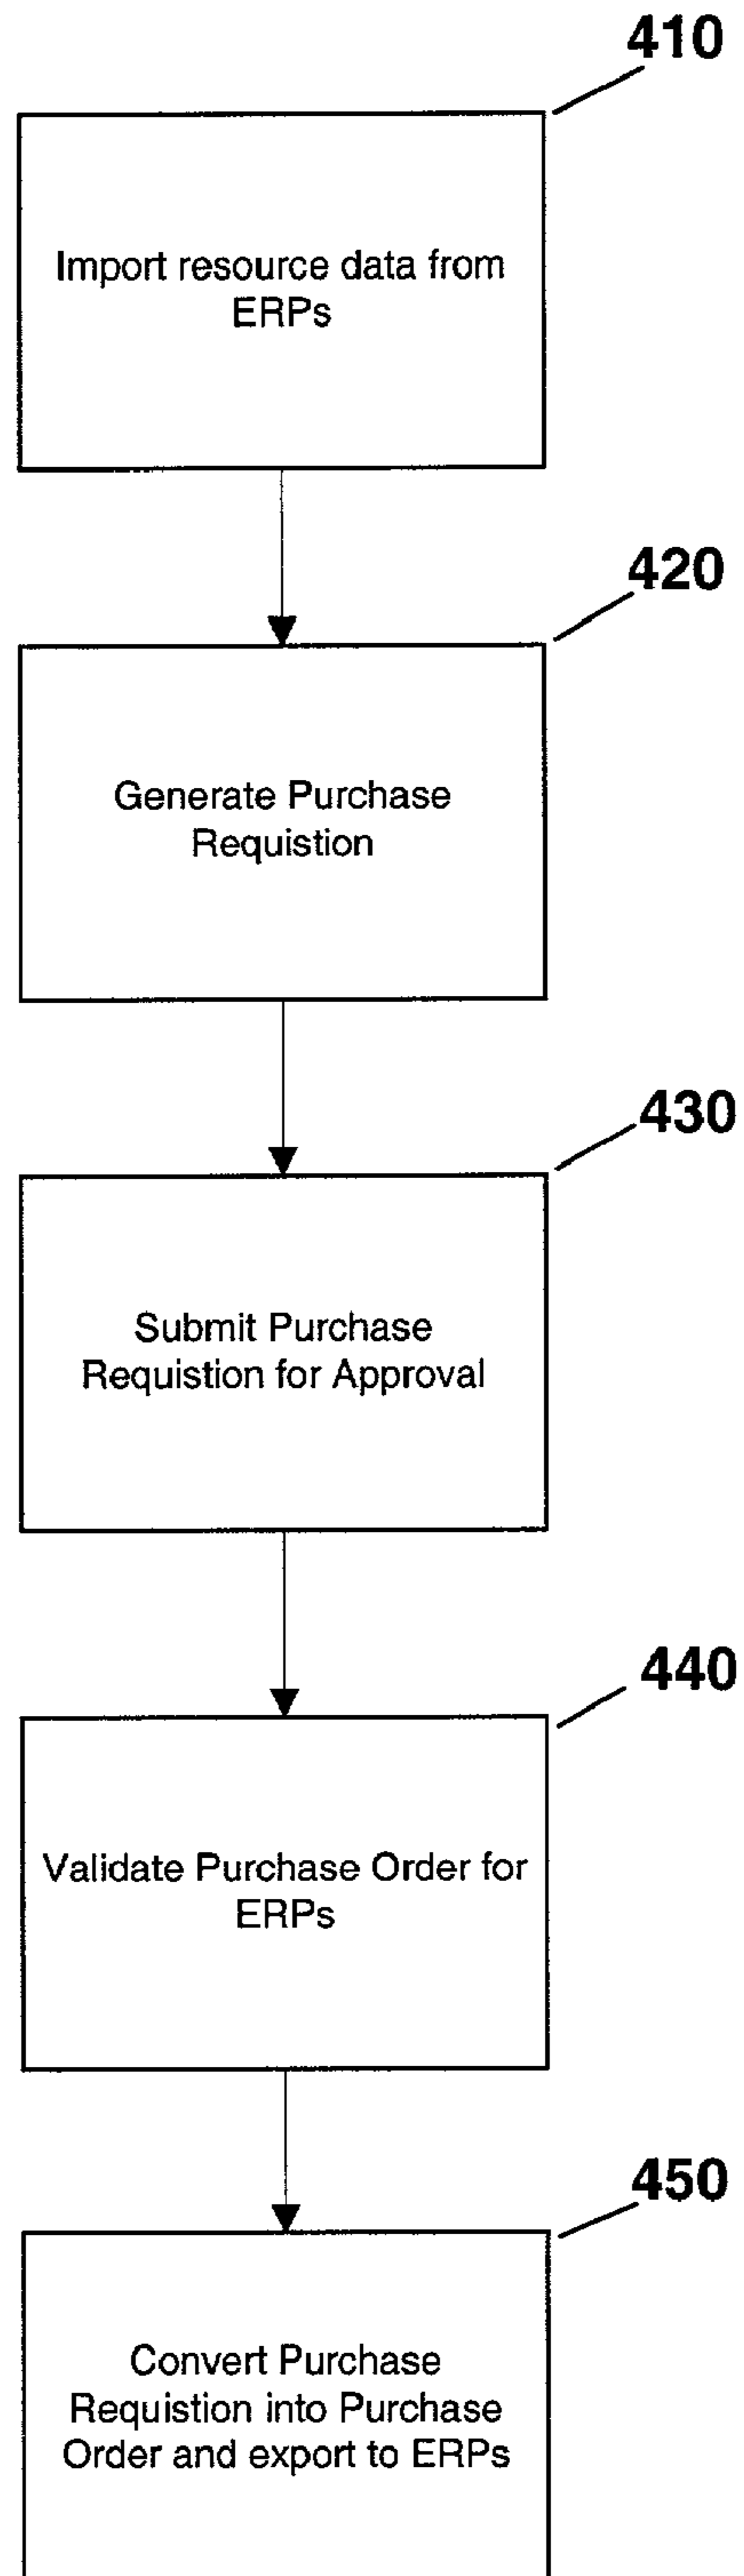 410
Import resource data from
ERPs
420
Generate Purchase
Requistion
430
Submit Purchase
Requistion for Approval
440
Validate Purchase Order for
ERPs
450
Convert Purchase
Requistion into Purchase
Order and export to ERPs